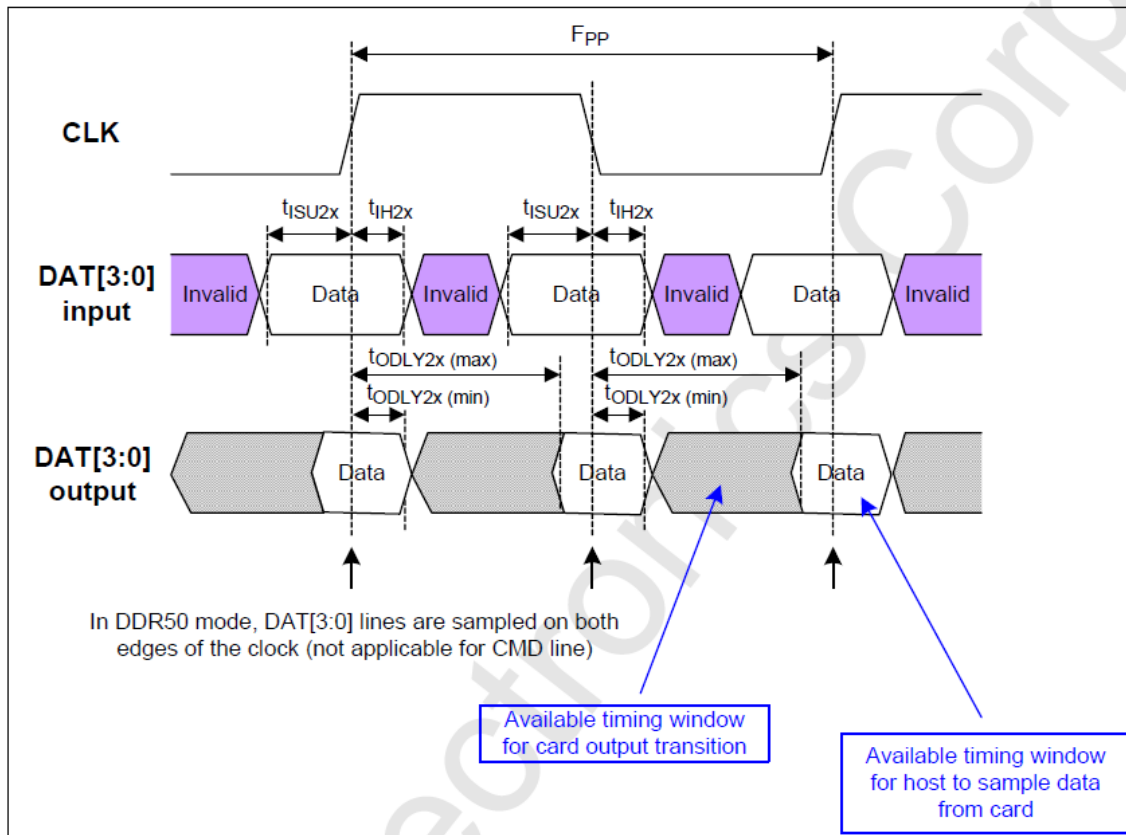 FPP
CLK
tISU2x tIH2x tISU2x tIH2x
DAT[3:0]
input
Invalid Data Invalid Data Invalid Data Invalid
tODLY2x (max) tODLY2x (max)
tODLY2x (min) tODLY2x (min)
DAT[3:0]
output
Data Data Data
In DDR50 mode, DAT[3:0] lines are sampled on both
edges of the clock (not applicable for CMD line)
Available timing window
for card output transition
Available timing window
for host to sample data
from card
ectronics Corp